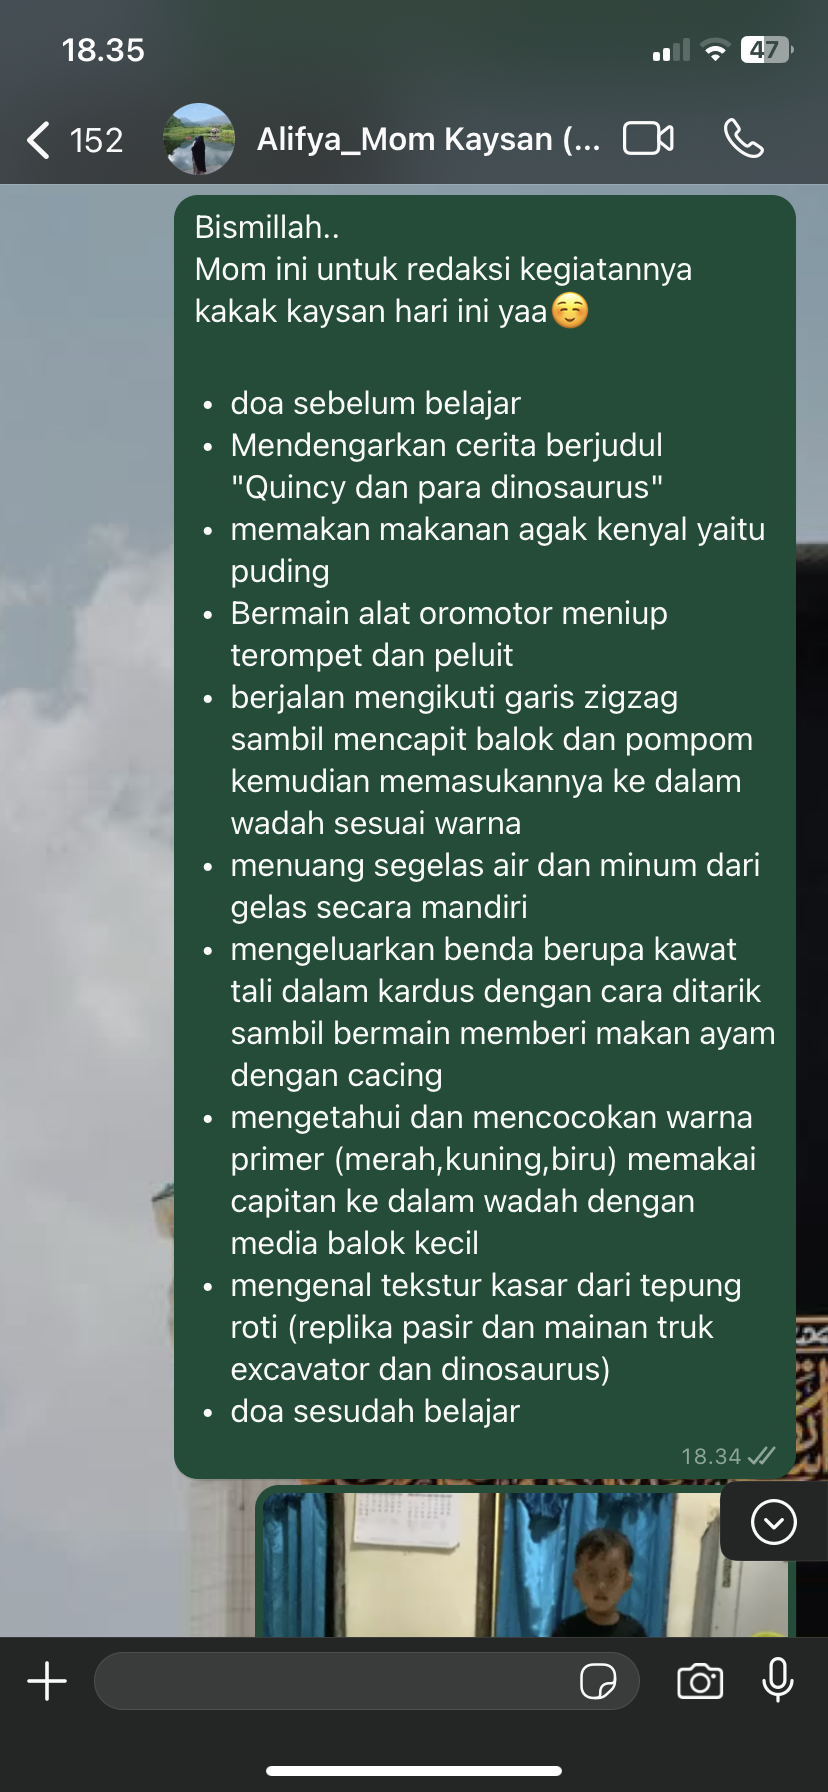 18.35
47
152
Alifya_Mom Kaysan (...
Bismillah..
Mom ini untuk redaksi kegiatannya
kakak kaysan hari ini yaa☺️
• doa sebelum belajar
• Mendengarkan cerita berjudul
"Quincy dan para dinosaurus"
• memakan makanan agak kenyal yaitu
puding
• Bermain alat oromotor meniup
terompet dan peluit
• berjalan mengikuti garis zigzag
sambil mencapit balok dan pompom
kemudian memasukannya ke dalam
wadah sesuai warna
• menuang segelas air dan minum dari
gelas secara mandiri
• mengeluarkan benda berupa kawat
tali dalam kardus dengan cara ditarik
sambil bermain memberi makan ayam
dengan cacing
• mengetahui dan mencocokan warna
primer (merah,kuning,biru) memakai
capitan ke dalam wadah dengan
media balok kecil
• mengenal tekstur kasar dari tepung
roti (replika pasir dan mainan truk
excavator dan dinosaurus)
• doa sesudah belajar
18.34